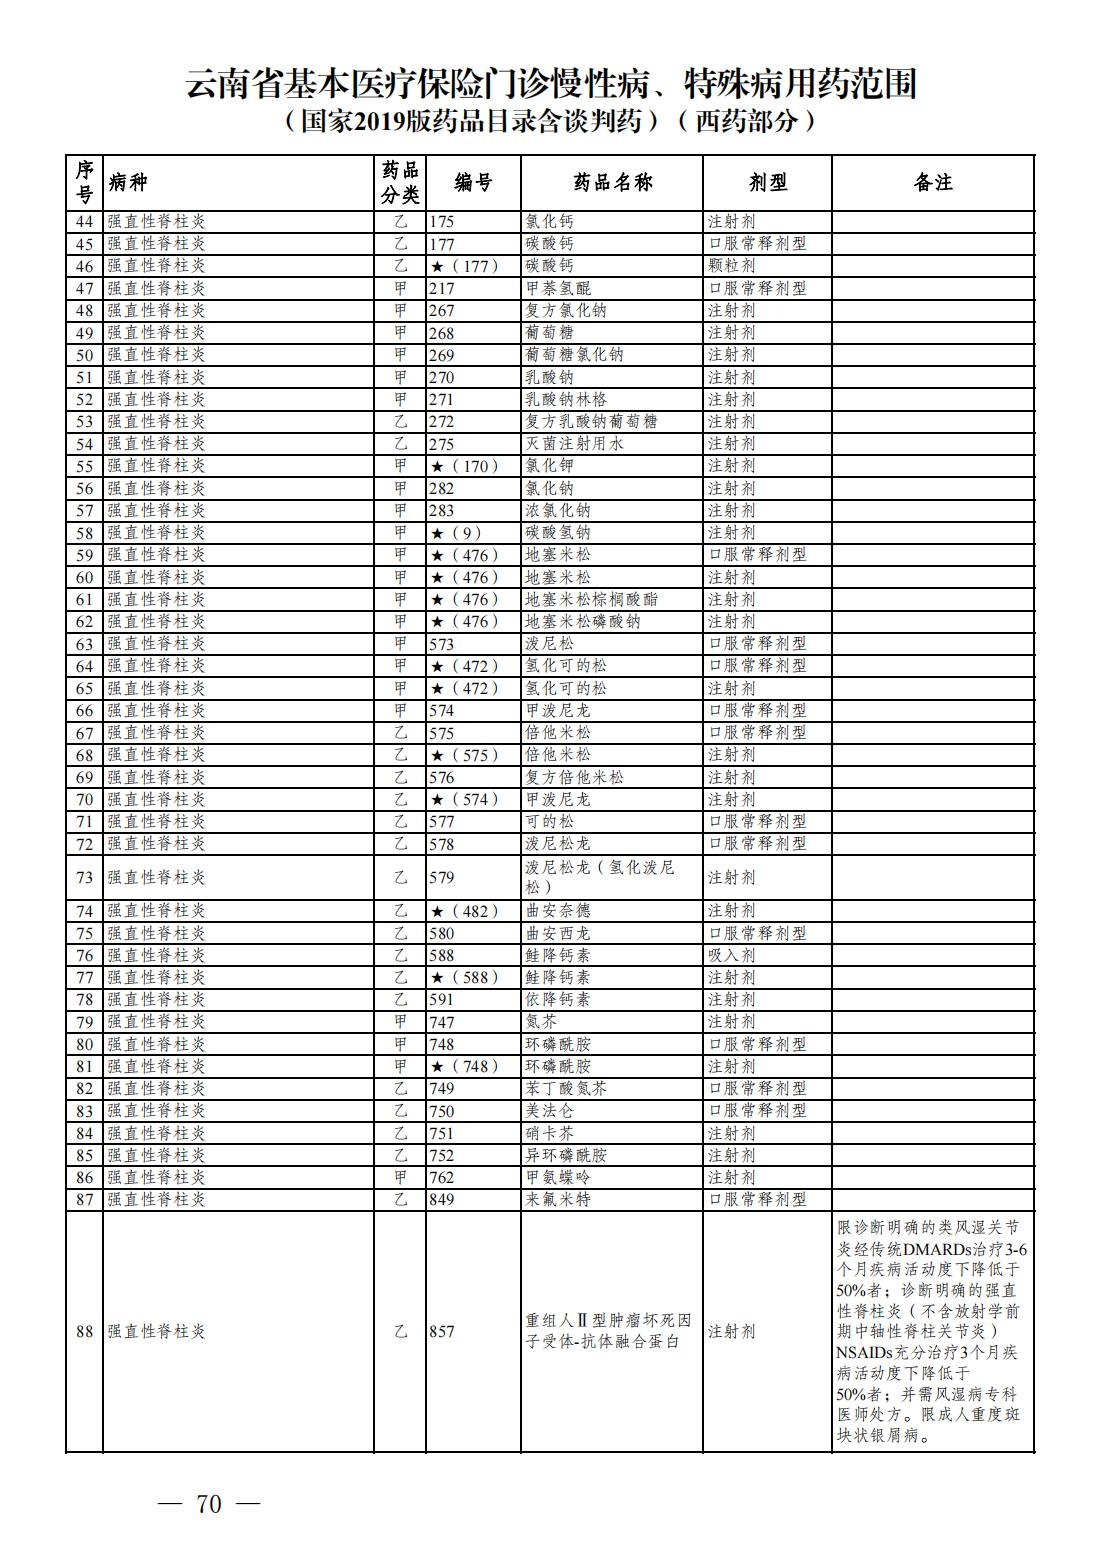 云南省基本医疗保险门诊慢性病、特殊病用药范围
（国家2019版药品目录含谈判药）（西药部分）
序号 病种 药品分类 编号 药品名称 剂型 备注
44 强直性脊柱炎 乙 175 氯化钙 注射剂
45 强直性脊柱炎 乙 177 碳酸钙 口服常释剂型
46 强直性脊柱炎 乙 ★（177） 碳酸钙 颗粒剂
47 强直性脊柱炎 甲 217 甲萘氢醌 口服常释剂型
48 强直性脊柱炎 甲 267 复方氯化钠 注射剂
49 强直性脊柱炎 甲 268 葡萄糖 注射剂
50 强直性脊柱炎 甲 269 葡萄糖氯化钠 注射剂
51 强直性脊柱炎 甲 270 乳酸钠 注射剂
52 强直性脊柱炎 甲 271 乳酸钠林格 注射剂
53 强直性脊柱炎 乙 272 复方乳酸钠葡萄糖 注射剂
54 强直性脊柱炎 乙 275 灭菌注射用水 注射剂
55 强直性脊柱炎 甲 ★（170） 氯化钾 注射剂
56 强直性脊柱炎 甲 282 氯化钠 注射剂
57 强直性脊柱炎 甲 283 浓氯化钠 注射剂
58 强直性脊柱炎 甲 ★（9） 碳酸氢钠 注射剂
59 强直性脊柱炎 甲 ★（476） 地塞米松 口服常释剂型
60 强直性脊柱炎 甲 ★（476） 地塞米松 注射剂
61 强直性脊柱炎 甲 ★（476） 地塞米松棕榈酸酯 注射剂
62 强直性脊柱炎 甲 ★（476） 地塞米松磷酸钠 注射剂
63 强直性脊柱炎 甲 573 泼尼松 口服常释剂型
64 强直性脊柱炎 甲 ★（472） 氢化可的松 口服常释剂型
65 强直性脊柱炎 甲 ★（472） 氢化可的松 注射剂
66 强直性脊柱炎 甲 574 甲泼尼龙 口服常释剂型
67 强直性脊柱炎 乙 575 倍他米松 口服常释剂型
68 强直性脊柱炎 乙 ★（575） 倍他米松 注射剂
69 强直性脊柱炎 乙 576 复方倍他米松 注射剂
70 强直性脊柱炎 乙 ★（574） 甲泼尼龙 注射剂
71 强直性脊柱炎 乙 577 可的松 口服常释剂型
72 强直性脊柱炎 乙 578 泼尼松龙 口服常释剂型
73 强直性脊柱炎 乙 579 泼尼松龙（氢化泼尼
松） 注射剂
74 强直性脊柱炎 乙 ★（482） 曲安奈德 注射剂
75 强直性脊柱炎 乙 580 曲安西龙 口服常释剂型
76 强直性脊柱炎 乙 588 鲑降钙素 吸入剂
77 强直性脊柱炎 乙 ★（588） 鲑降钙素 注射剂
78 强直性脊柱炎 乙 591 依降钙素 注射剂
79 强直性脊柱炎 甲 747 氮芥 注射剂
80 强直性脊柱炎 甲 748 环磷酰胺 口服常释剂型
81 强直性脊柱炎 甲 ★（748） 环磷酰胺 注射剂
82 强直性脊柱炎 乙 749 苯丁酸氮芥 口服常释剂型
83 强直性脊柱炎 乙 750 美法仑 口服常释剂型
84 强直性脊柱炎 乙 751 硝卡芥 注射剂
85 强直性脊柱炎 乙 752 异环磷酰胺 注射剂
86 强直性脊柱炎 甲 762 甲氨蝶呤 注射剂
87 强直性脊柱炎 乙 849 来氟米特 口服常释剂型
88 强直性脊柱炎 乙 857 重组人Ⅱ型肿瘤坏死因
子受体-抗体融合蛋白 注射剂
限诊断明确的类风湿关节
炎经传统DMARDs治疗3-6
个月疾病活动度下降低于
50%者；诊断明确的强直
性脊柱炎（不含放射学前
期中轴性脊柱关节炎）
NSAIDs充分治疗3个月疾
病活动度下降低于
50%者；并需风湿病专科
医师处方。限成人重度斑
块状银屑病。
— 70 —